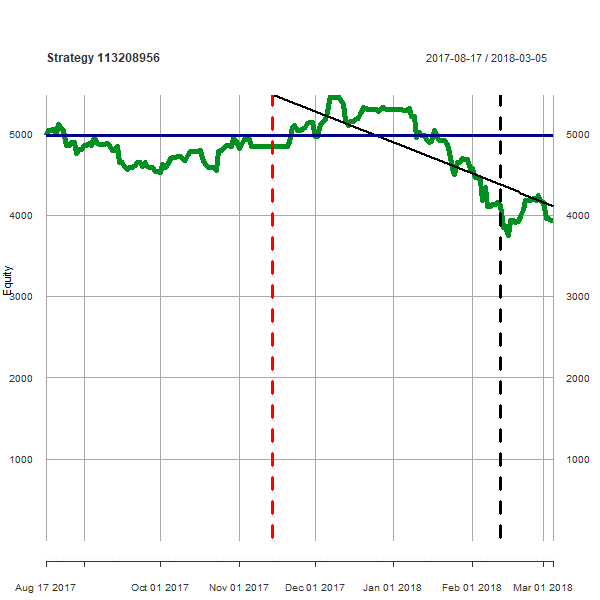 Strategy 113208956
2017-08-17 / 2018-03-05
5000
4000
3000
2000
1000
Equity
5000
4000
3000
2000
1000
Aug 17 2017
Oct 01 2017
Nov 01 2017
Dec 01 2017
Jan 01 2018
Feb 01 2018
Mar 01 2018